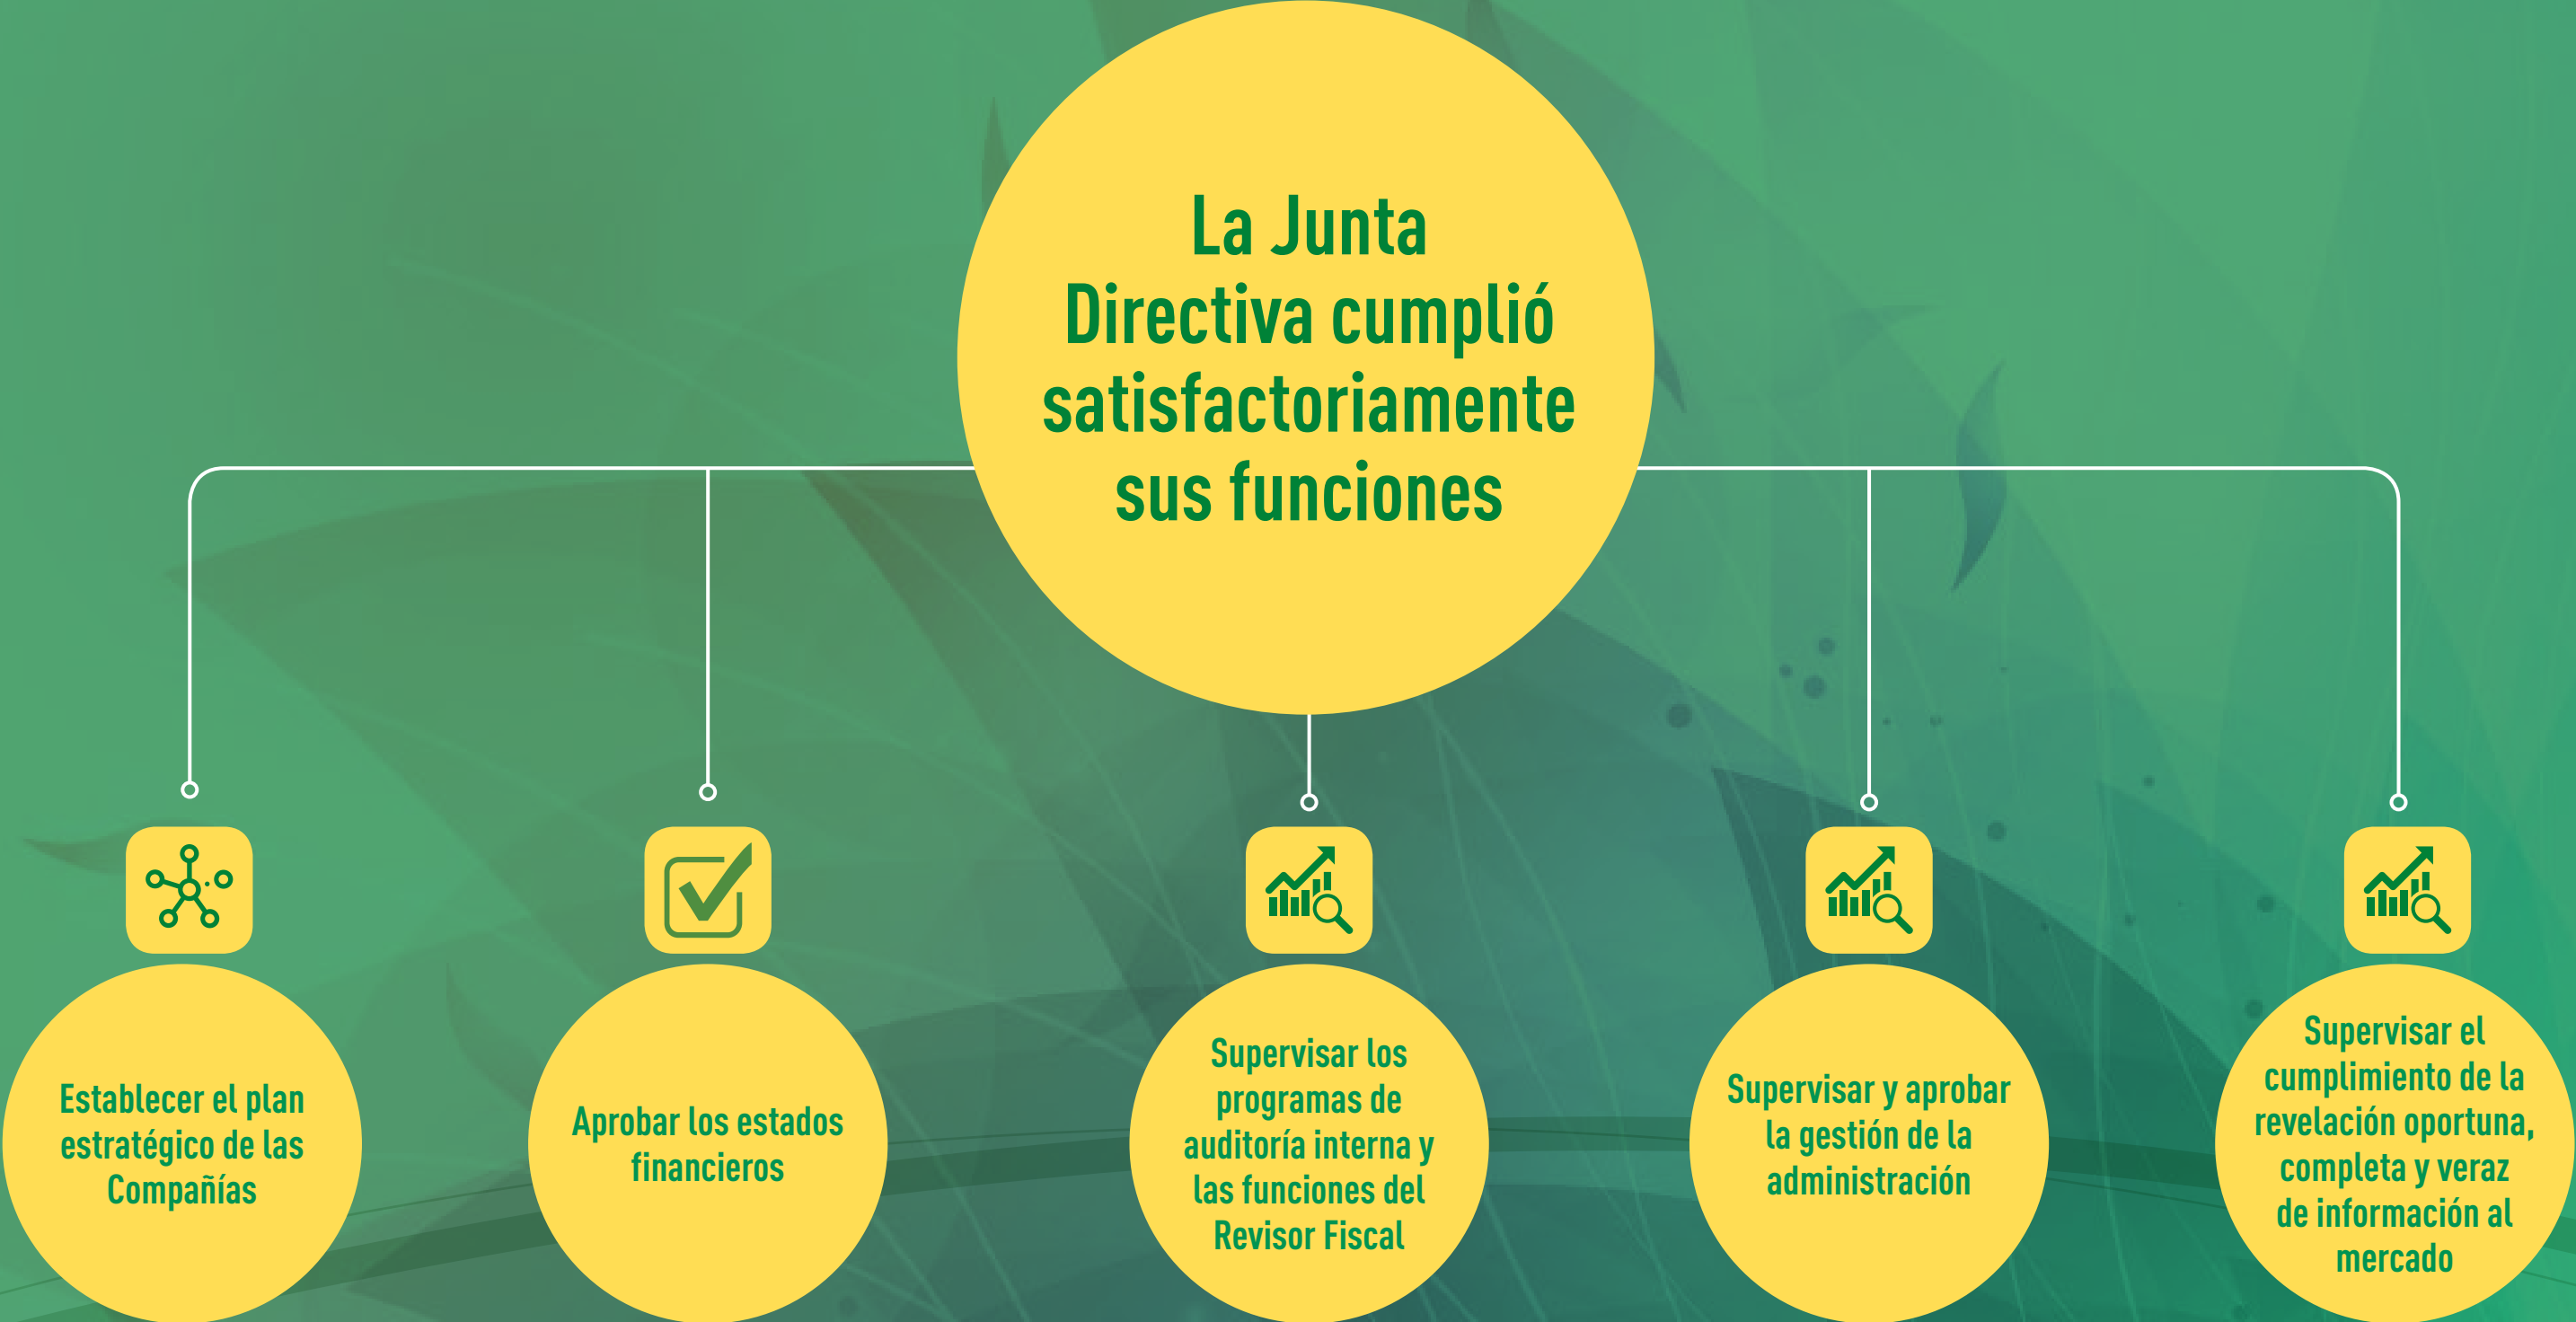 La Junta
Directiva cumplió
satisfactoriamente
sus funciones
Establecer el plan
estratégico de las
Compañías
Aprobar los estados
financieros
Supervisar los
programas de
auditoría interna y
las funciones del
Revisor Fiscal
Supervisar y aprobar
la gestión de la
administración
Supervisar el
cumplimiento de la
revelación oportuna,
completa y veraz
de información al
mercado